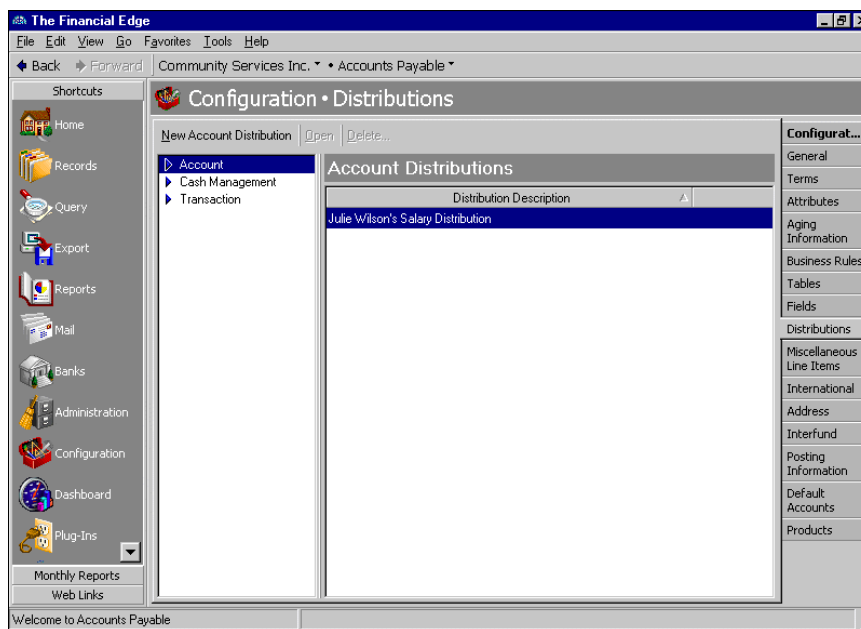 The Financial Edge
File Edit View Go Favorites Tools Help
Back Forward Community Services Inc. • Accounts Payable
Shortcuts
Home
Records
Query
Export
Reports
Mail
Banks
Administration
Configuration
Dashboard
Plug-Ins
Monthly Reports
Web Links
Configuration • Distributions
New Account Distribution Open Delete...
Account
Cash Management
Transaction
Account Distributions
Distribution Description
Julie Wilson's Salary Distribution
Configurat...
General
Terms
Attributes
Aging
Information
Business Rules
Tables
Fields
Distributions
Miscellaneous
Line Items
International
Address
Interfund
Posting
Information
Default
Accounts
Products
Welcome to Accounts Payable